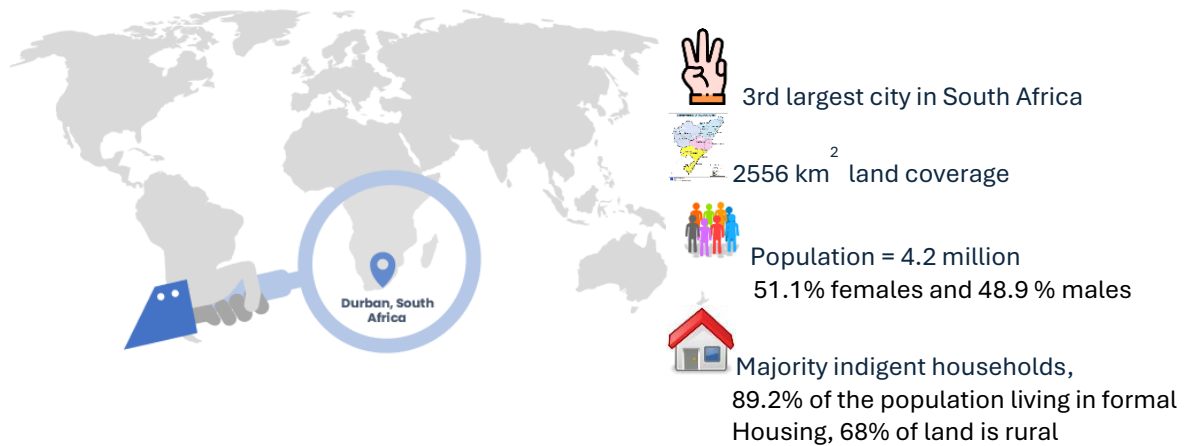 Durban, South
Africa
3rd largest city in South Africa
2556 km² land coverage
Population = 4.2 million
51.1% females and 48.9 % males
Majority indigent households,
89.2% of the population living in formal
Housing, 68% of land is rural